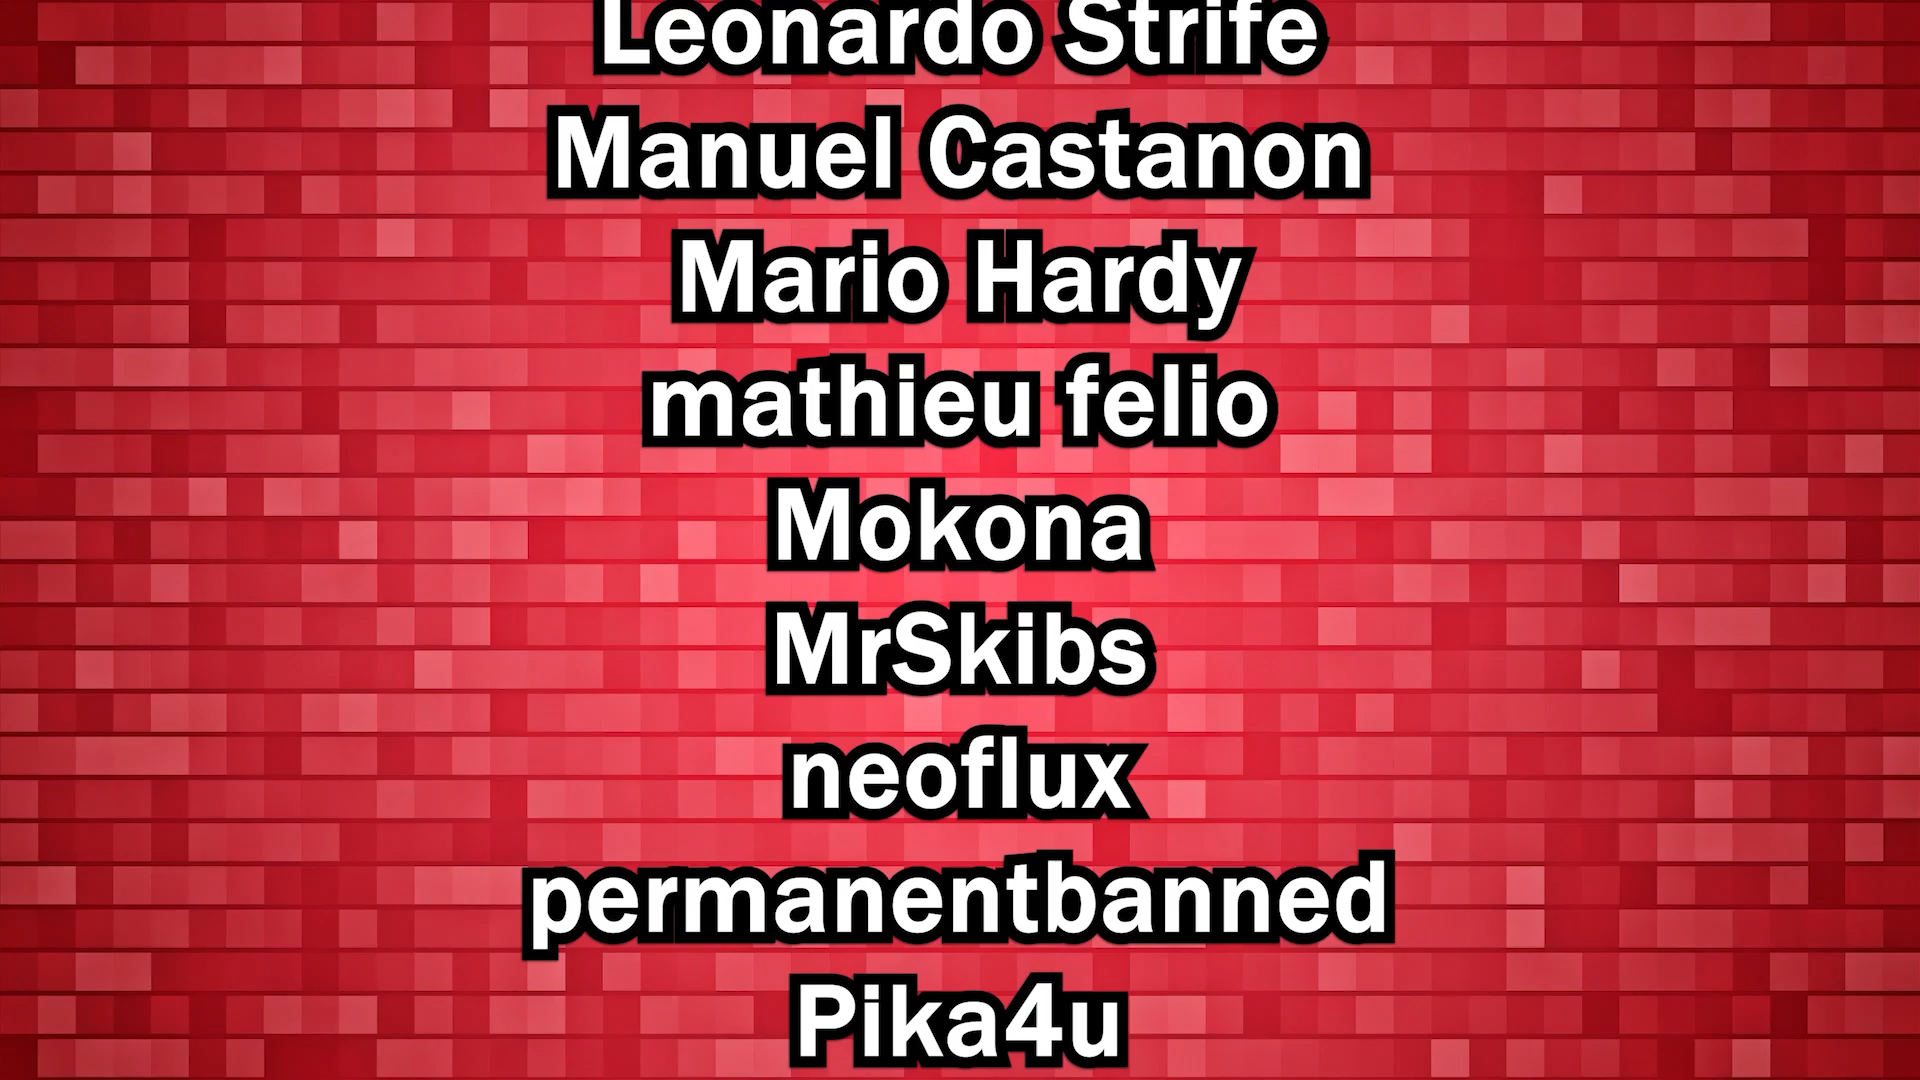 Leonardo Strife
Manuel Castanon
Mario Hardy
mathieu felio
Mokona
MrSkibs
neoflux
permanentbanned
Pika4u